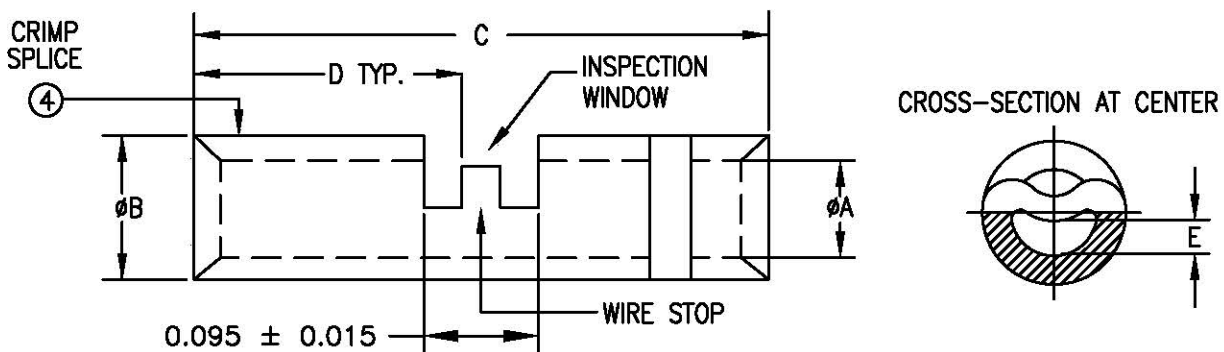 CRIMP
SPLICE
4
C
D TYP.
INSPECTION
WINDOW
CROSS-SECTION AT CENTER
øB
øA
E
WIRE STOP
0.095 ± 0.015